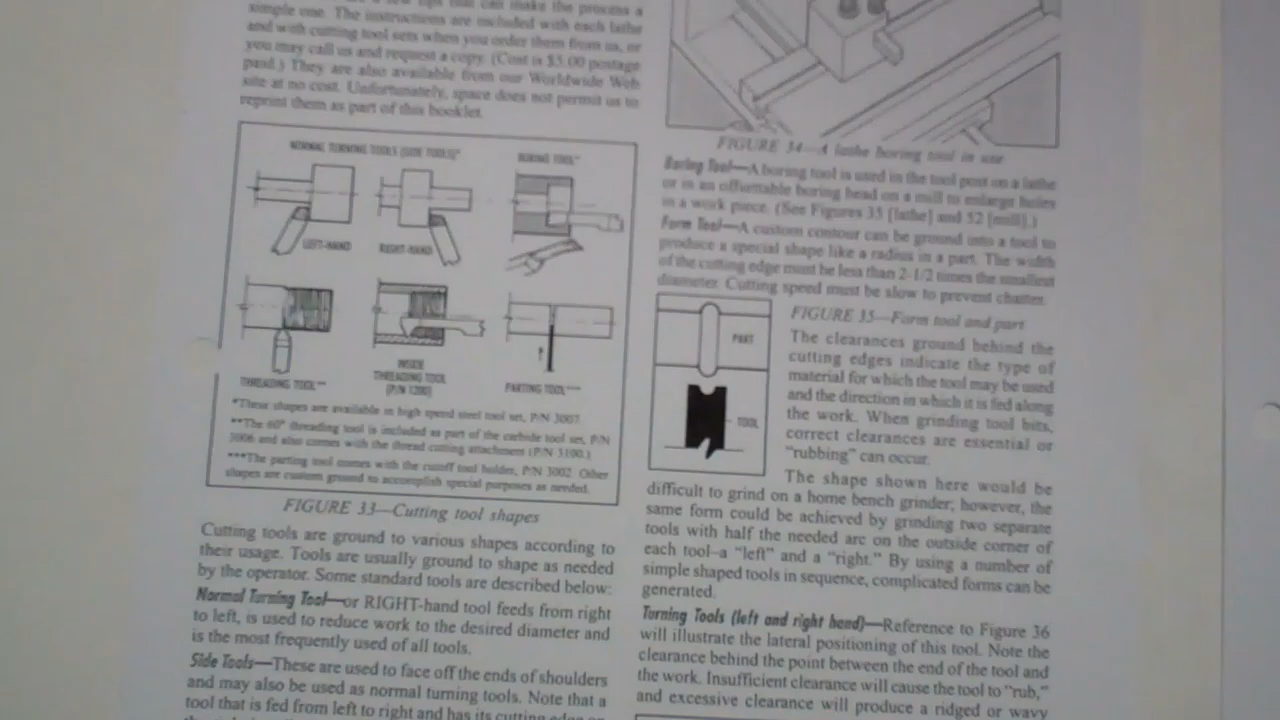 tips that can make the process a
simple one. The instructions are included with each lathe
and with cutting tool sets when you order them from us, or
you may call us and request a copy. (Cost is $5.00 postage
paid.) They are also available from our Worldwide Web
site at no cost. Unfortunately, space does not permit us to
reprint them as part of this booklet.
NORMAL TURNING TOOLS (SIDE TOOLS)*
BORING TOOL*
LEFT-HAND
RIGHT-HAND
THREADING TOOL**
INSIDE
THREADING TOOL
(P/N 1200)
PARTING TOOL***
*These shapes are available in high speed steel tool set, P/N 3007.
**The 60° threading tool is included as part of the carbide tool set, P/N
3006 and also comes with the thread cutting attachment (P/N 3100.)
***The parting tool comes with the cutoff tool holder, P/N 3002. Other
shapes are custom ground to accomplish special purposes as needed.
FIGURE 33—Cutting tool shapes
Cutting tools are ground to various shapes according to
their usage. Tools are usually ground to shape as needed
by the operator. Some standard tools are described below:
Normal Turning Tool—or RIGHT-hand tool feeds from right
to left, is used to reduce work to the desired diameter and
is the most frequently used of all tools.
Side Tools—These are used to face off the ends of shoulders
and may also be used as normal turning tools. Note that a
tool that is fed from left to right and has its cutting edge on
FIGURE 34—A lathe boring tool in use
Boring Tool—A boring tool is used in the tool post on a lathe
or in an offsettable boring head on a mill to enlarge holes
in a work piece. (See Figures 35 [lathe] and 52 [mill].)
Form Tool—A custom contour can be ground into a tool to
produce a special shape like a radius in a part. The width
of the cutting edge must be less than 2-1/2 times the smallest
diameter. Cutting speed must be slow to prevent chatter.
PART
TOOL
FIGURE 35—Form tool and part
The clearances ground behind the
cutting edges indicate the type of
material for which the tool may be used
and the direction in which it is fed along
the work. When grinding tool bits,
correct clearances are essential or
"rubbing" can occur.
The shape shown here would be
difficult to grind on a home bench grinder; however, the
same form could be achieved by grinding two separate
tools with half the needed arc on the outside corner of
each tool–a "left" and a "right." By using a number of
simple shaped tools in sequence, complicated forms can be
generated.
Turning Tools (left and right hand)—Reference to Figure 36
will illustrate the lateral positioning of this tool. Note the
clearance behind the point between the end of the tool and
the work. Insufficient clearance will cause the tool to "rub,"
and excessive clearance will produce a ridged or wavy